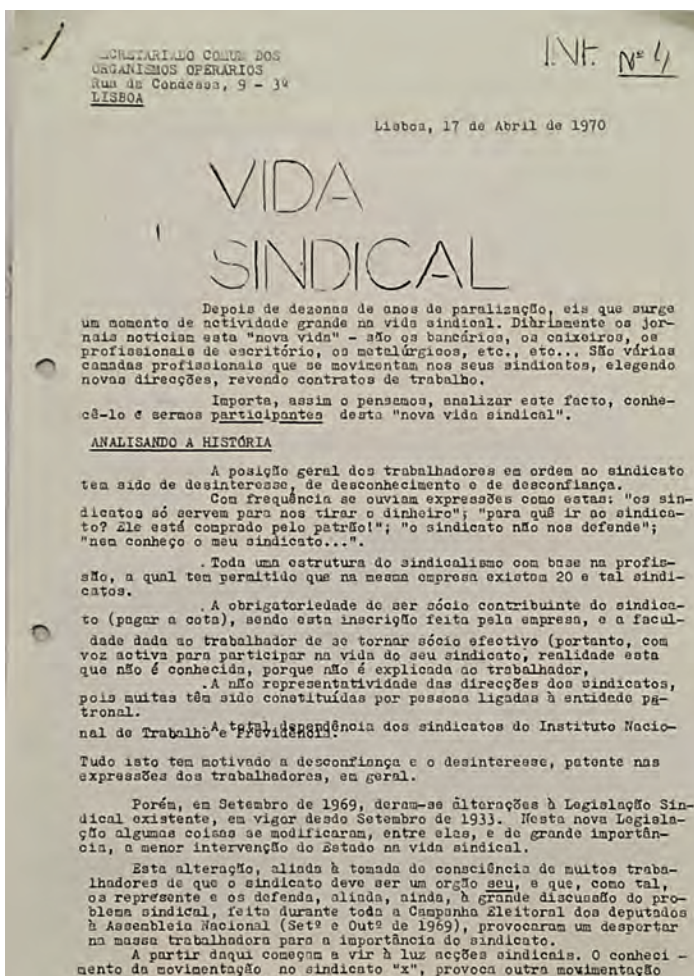 SECRETARIADO COMUM DOS
ORGANISMOS OPERÁRIOS
Rua da Condessa, 9 - 3º
LISBOA
INF. Nº 4
Lisboa, 17 de Abril de 1970
VIDA
SINDICAL
Depois de dezenas de anos de paralização, eis que surge
um momento de actividade grande na vida sindical. Diàriamente os jor-
nais noticiam esta "nova vida" - são os bancários, os caixeiros, os
profissionais de escritório, os metalúrgicos, etc., etc... São várias
camadas profissionais que se movimentam nos seus sindicatos, elegendo
novas direcções, revendo contratos de trabalho.
Importa, assim o pensamos, analizar este facto, conhe-
cê-lo e sermos participantes desta "nova vida sindical".
ANALISANDO A HISTÓRIA
A posição geral dos trabalhadores em ordem ao sindicato
tem sido de desinteresse, de desconhecimento e de desconfiança.
Com frequência se ouviam expressões como estas: "os sin-
dicatos só servem para nos tirar o dinheiro"; "para quê ir ao sindica-
to? Ele está comprado pelo patrão!"; "o sindicato não nos defende";
"nem conheço o meu sindicato...".
.Toda uma estrutura do sindicalismo com base na profis-
são, a qual tem permitido que na mesma empresa existam 20 e tal sindi-
catos.
.A obrigatoriedade de ser sócio contribuinte do sindica-
to (pagar a cota), sendo esta inscrição feita pela empresa, e a facul-
dade dada ao trabalhador de se tornar sócio efectivo (portanto, com
voz activa para participar na vida do seu sindicato, realidade esta
que não é conhecida, porque não é explicada ao trabalhador,
.A não representatividade das direcções dos sindicatos,
pois muitas têm sido constituídas por pessoas ligadas à entidade pa-
tronal.
.A total dependência dos sindicatos do Instituto Nacio-
nal de Trabalho e Previdência.
Tudo isto tem motivado a desconfiança e o desinteresse, patente nas
expressões dos trabalhadores, em geral.
Porém, em Setembro de 1969, deram-se alterações à Legislação Sin-
dical existente, em vigor desde Setembro de 1933. Nesta nova Legisla-
ção algumas coisas se modificaram, entre elas, e de grande importân-
cia, a menor intervenção do Estado na vida sindical.
Esta alteração, aliada à tomada de consciência de muitos traba-
lhadores de que o sindicato deve ser um orgão seu, e que, como tal,
os represente e os defenda, aliada, ainda, à grande discussão do pro-
blema sindical, feita durante toda a Campanha Eleitoral dos deputados
à Assembleia Nacional (Setº e Outº de 1969), provocaram um despertar
na massa trabalhadora para a importância do sindicato.
A partir daqui começam a vir à luz acções sindicais. O conheci-
mento da movimentação no sindicato "x", provoca outra movimentação